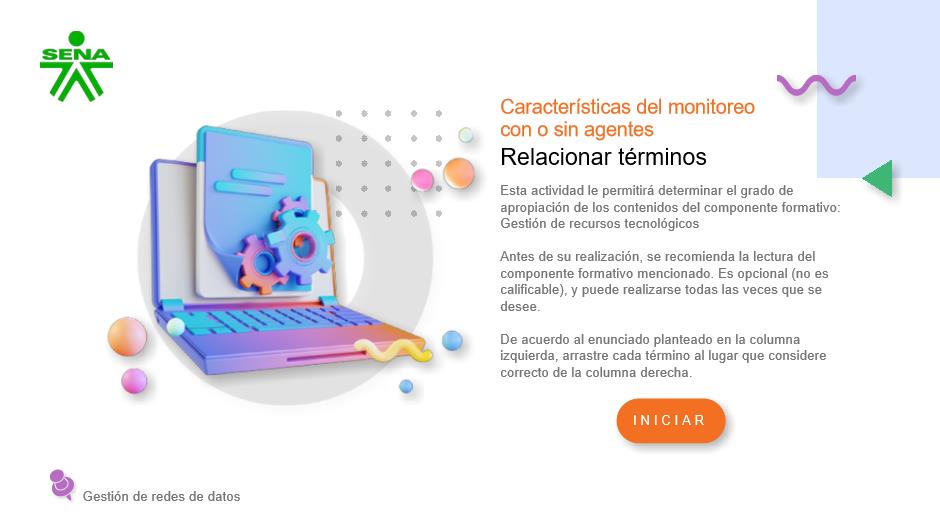 SENA
Características del monitoreo
con o sin agentes
Relacionar términos
Esta actividad le permitirá determinar el grado de
apropiación de los contenidos del componente formativo:
Gestión de recursos tecnológicos
Antes de su realización, se recomienda la lectura del
componente formativo mencionado. Es opcional (no es
calificable), y puede realizarse todas las veces que se
desee.
De acuerdo al enunciado planteado en la columna
izquierda, arrastre cada término al lugar que considere
correcto de la columna derecha.
INICIAR
Gestión de redes de datos